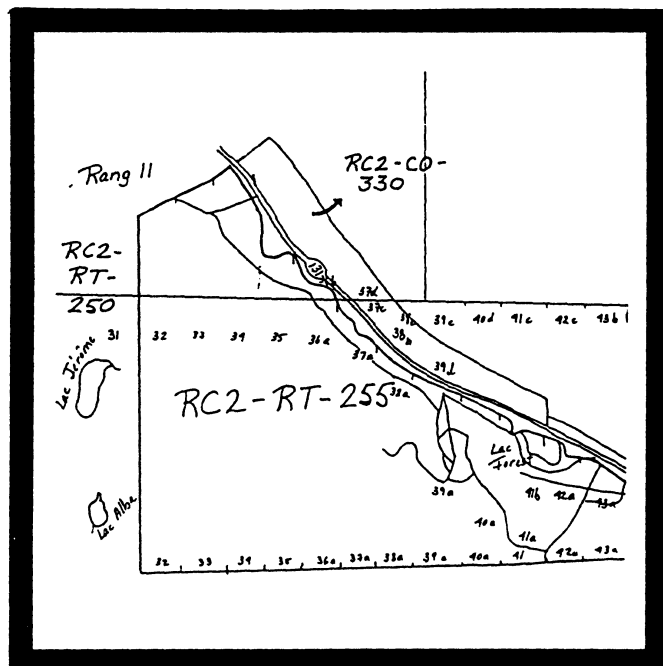 . Rang II
RC2-CO-
330
RC2-
RT-
250
131
37d
37c
39c
40d
41c
42c
43b
31
32
33
34
35
36a
37a
38b
39d
38a
Lac Jérôme
RC2-RT-255
Lac
Forest
39a
41b
42a
43a
Lac Alba
40a
41a
32
33
34
35
36a
37a
38a
39a
40a
41
42a
43a